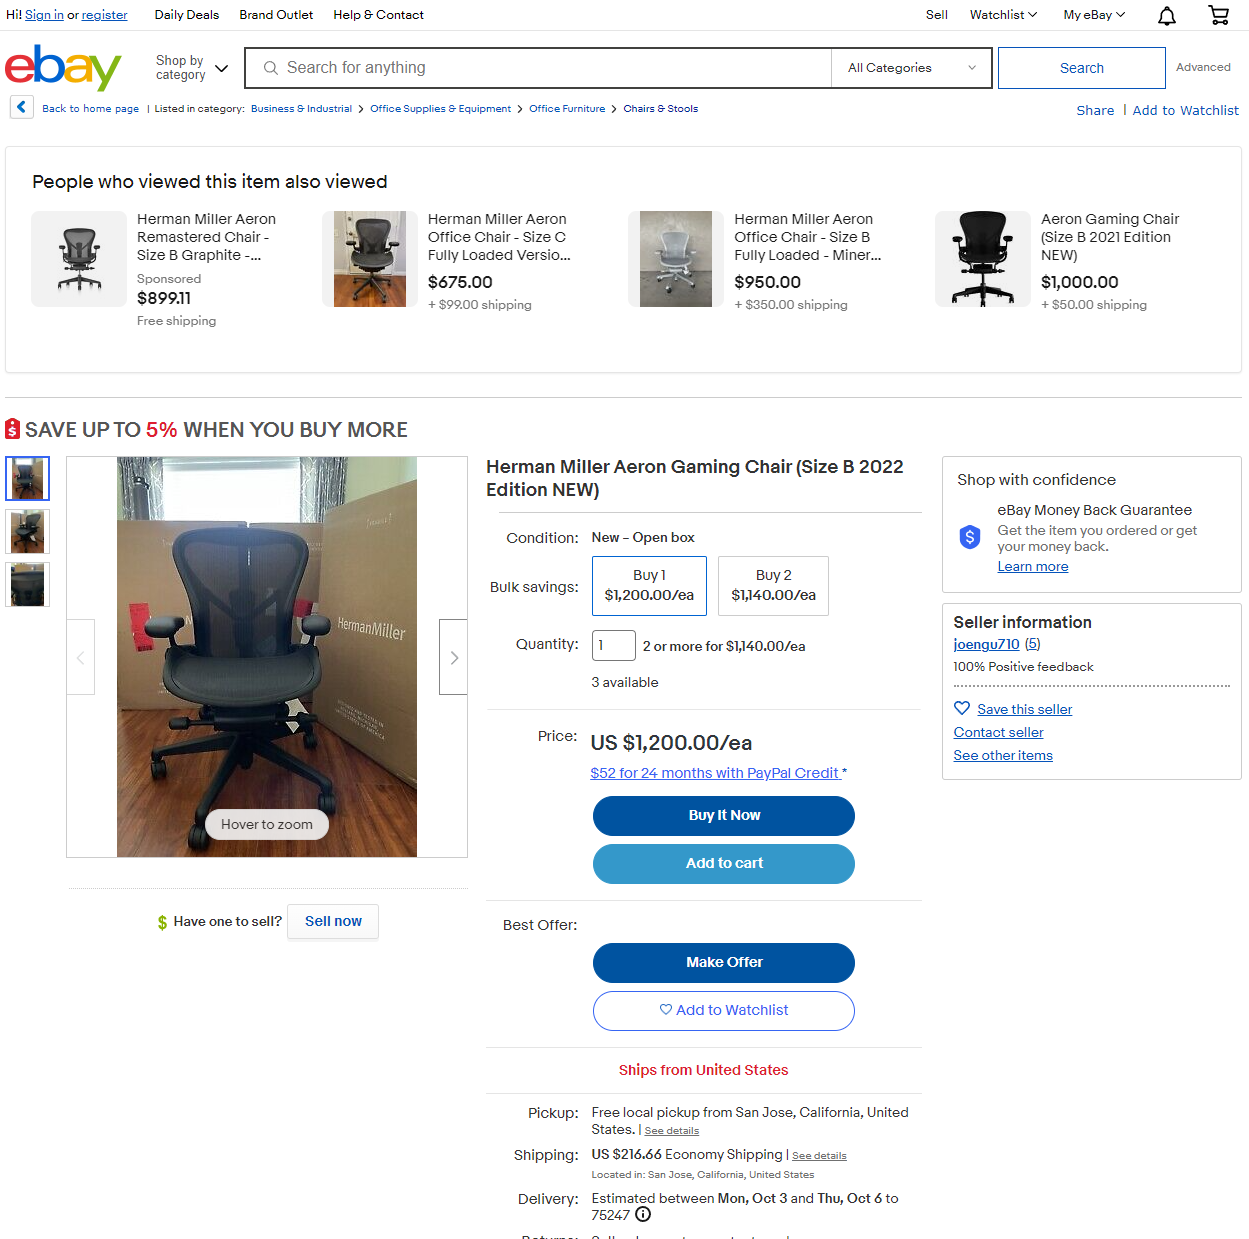 Hi! Sign in or register
Daily Deals
Brand Outlet
Help & Contact
Sell
Watchlist
My eBay
ebay
Shop by
category
Search for anything
All Categories
Search
Advanced
Back to home page | Listed in category: Business & Industrial > Office Supplies & Equipment > Office Furniture > Chairs & Stools
Share | Add to Watchlist
People who viewed this item also viewed
Herman Miller Aeron
Remastered Chair -
Size B Graphite -...
Sponsored
$899.11
Free shipping
Herman Miller Aeron
Office Chair - Size C
Fully Loaded Versio...
$675.00
+ $99.00 shipping
Herman Miller Aeron
Office Chair - Size B
Fully Loaded - Miner...
$950.00
+ $350.00 shipping
Aeron Gaming Chair
(Size B 2021 Edition
NEW)
$1,000.00
+ $50.00 shipping
SAVE UP TO 5% WHEN YOU BUY MORE
HermanMiller
Hover to zoom
$ Have one to sell?
Sell now
Herman Miller Aeron Gaming Chair (Size B 2022
Edition NEW)
Condition: New – Open box
Bulk savings:
Buy 1
$1,200.00/ea
Buy 2
$1,140.00/ea
Quantity: 1 2 or more for $1,140.00/ea
3 available
Price: US $1,200.00/ea
$52 for 24 months with PayPal Credit *
Buy It Now
Add to cart
Best Offer:
Make Offer
Add to Watchlist
Ships from United States
Pickup: Free local pickup from San Jose, California, United
States. | See details
Shipping: US $216.66 Economy Shipping | See details
Located in: San Jose, California, United States
Delivery: Estimated between Mon, Oct 3 and Thu, Oct 6 to
75247
Shop with confidence
eBay Money Back Guarantee
Get the item you ordered or get
your money back.
Learn more
Seller information
joengu710 (5)
100% Positive feedback
Save this seller
Contact seller
See other items